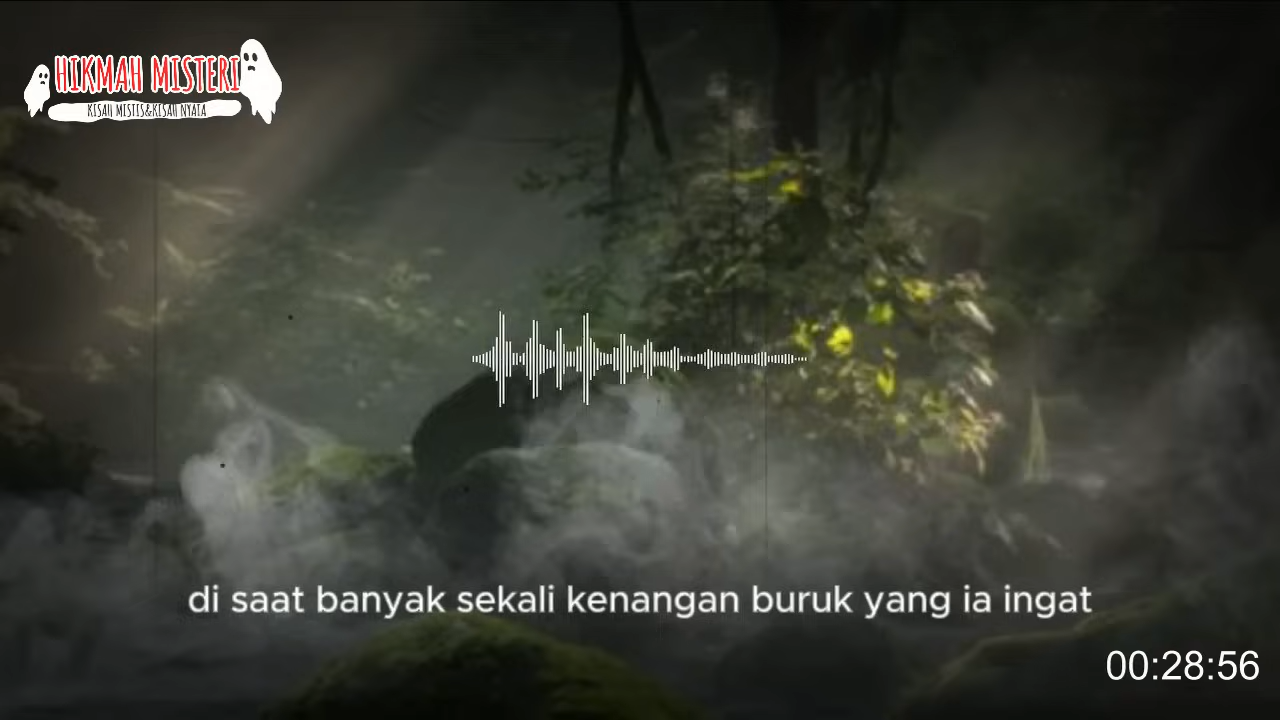 HIKMAH MISTERI
KISAH MISTIS&KISAH NYATA
di saat banyak sekali kenangan buruk yang ia ingat
00:28:56